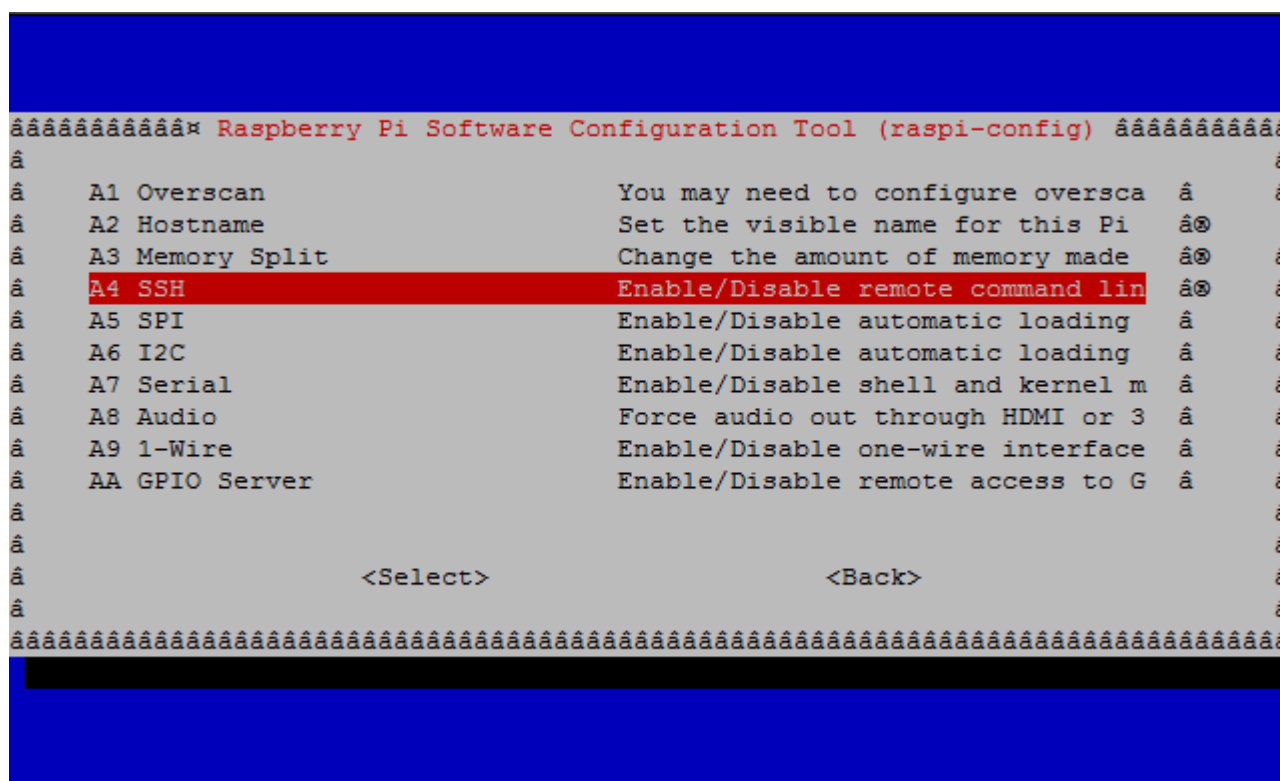 âââââââââââ¤ Raspberry Pi Software Configuration Tool (raspi-config) ââââââââââ
â
â A1 Overscan You may need to configure oversca â
â A2 Hostname Set the visible name for this Pi â®
â A3 Memory Split Change the amount of memory made â®
â A4 SSH Enable/Disable remote command lin â®
â A5 SPI Enable/Disable automatic loading â
â A6 I2C Enable/Disable automatic loading â
â A7 Serial Enable/Disable shell and kernel m â
â A8 Audio Force audio out through HDMI or 3 â
â A9 1-Wire Enable/Disable one-wire interface â
â AA GPIO Server Enable/Disable remote access to G â
â
â
â <Select> <Back>
â
âââââââââââââââââââââââââââââââââââââââââââââââââââââââââââââââââââââââââââââââ